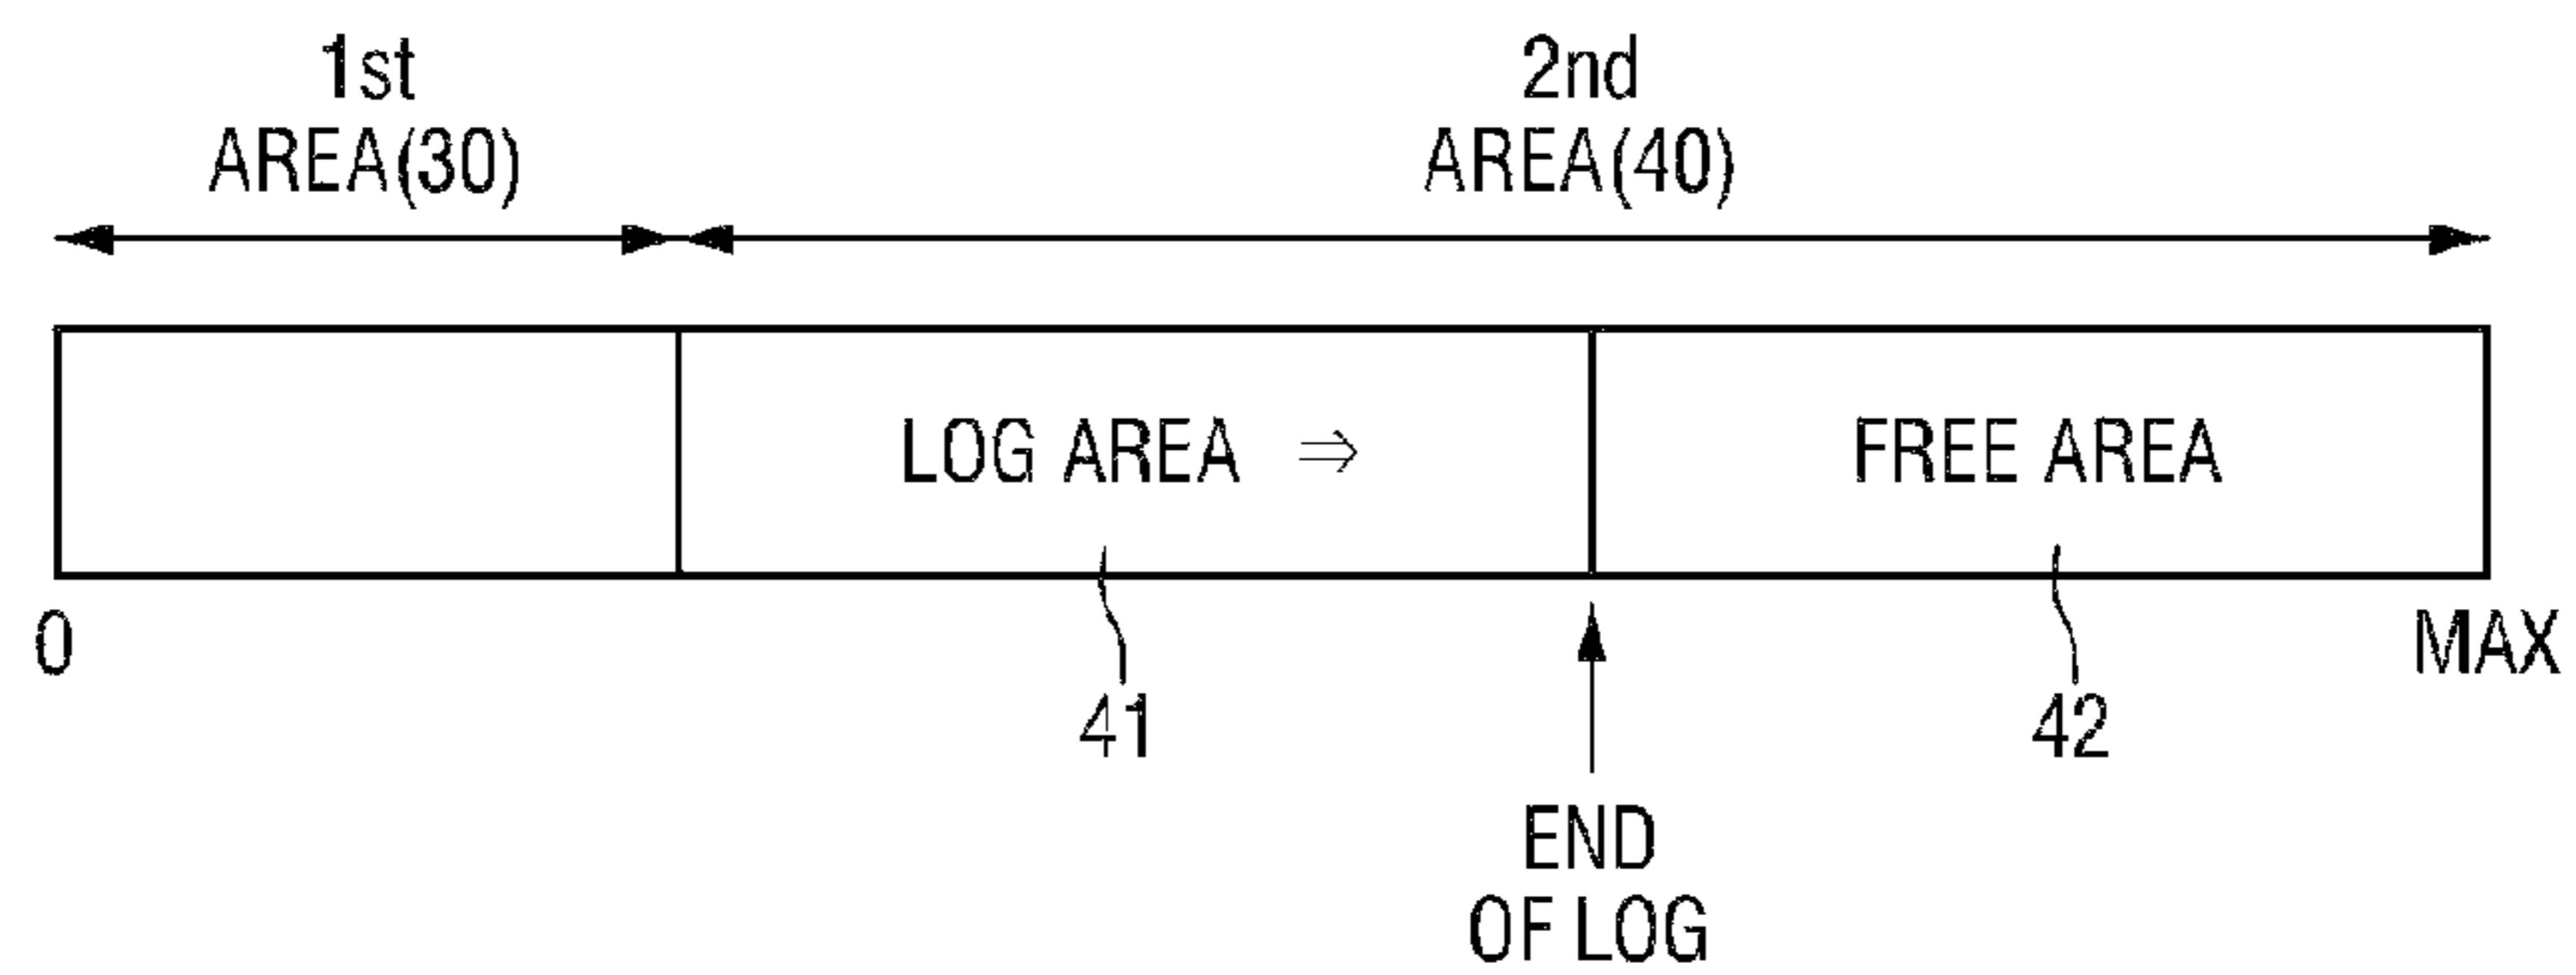 1st
AREA(30)
2nd
AREA(40)
LOG AREA ⇒
FREE AREA
0
MAX
41
42
END
OF LOG